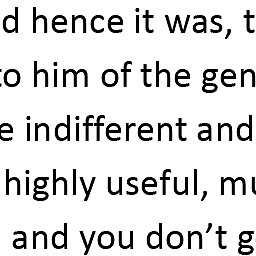 d hence it was, t
to him of the gen
e indifferent and
highly useful, mu
and you don’t g